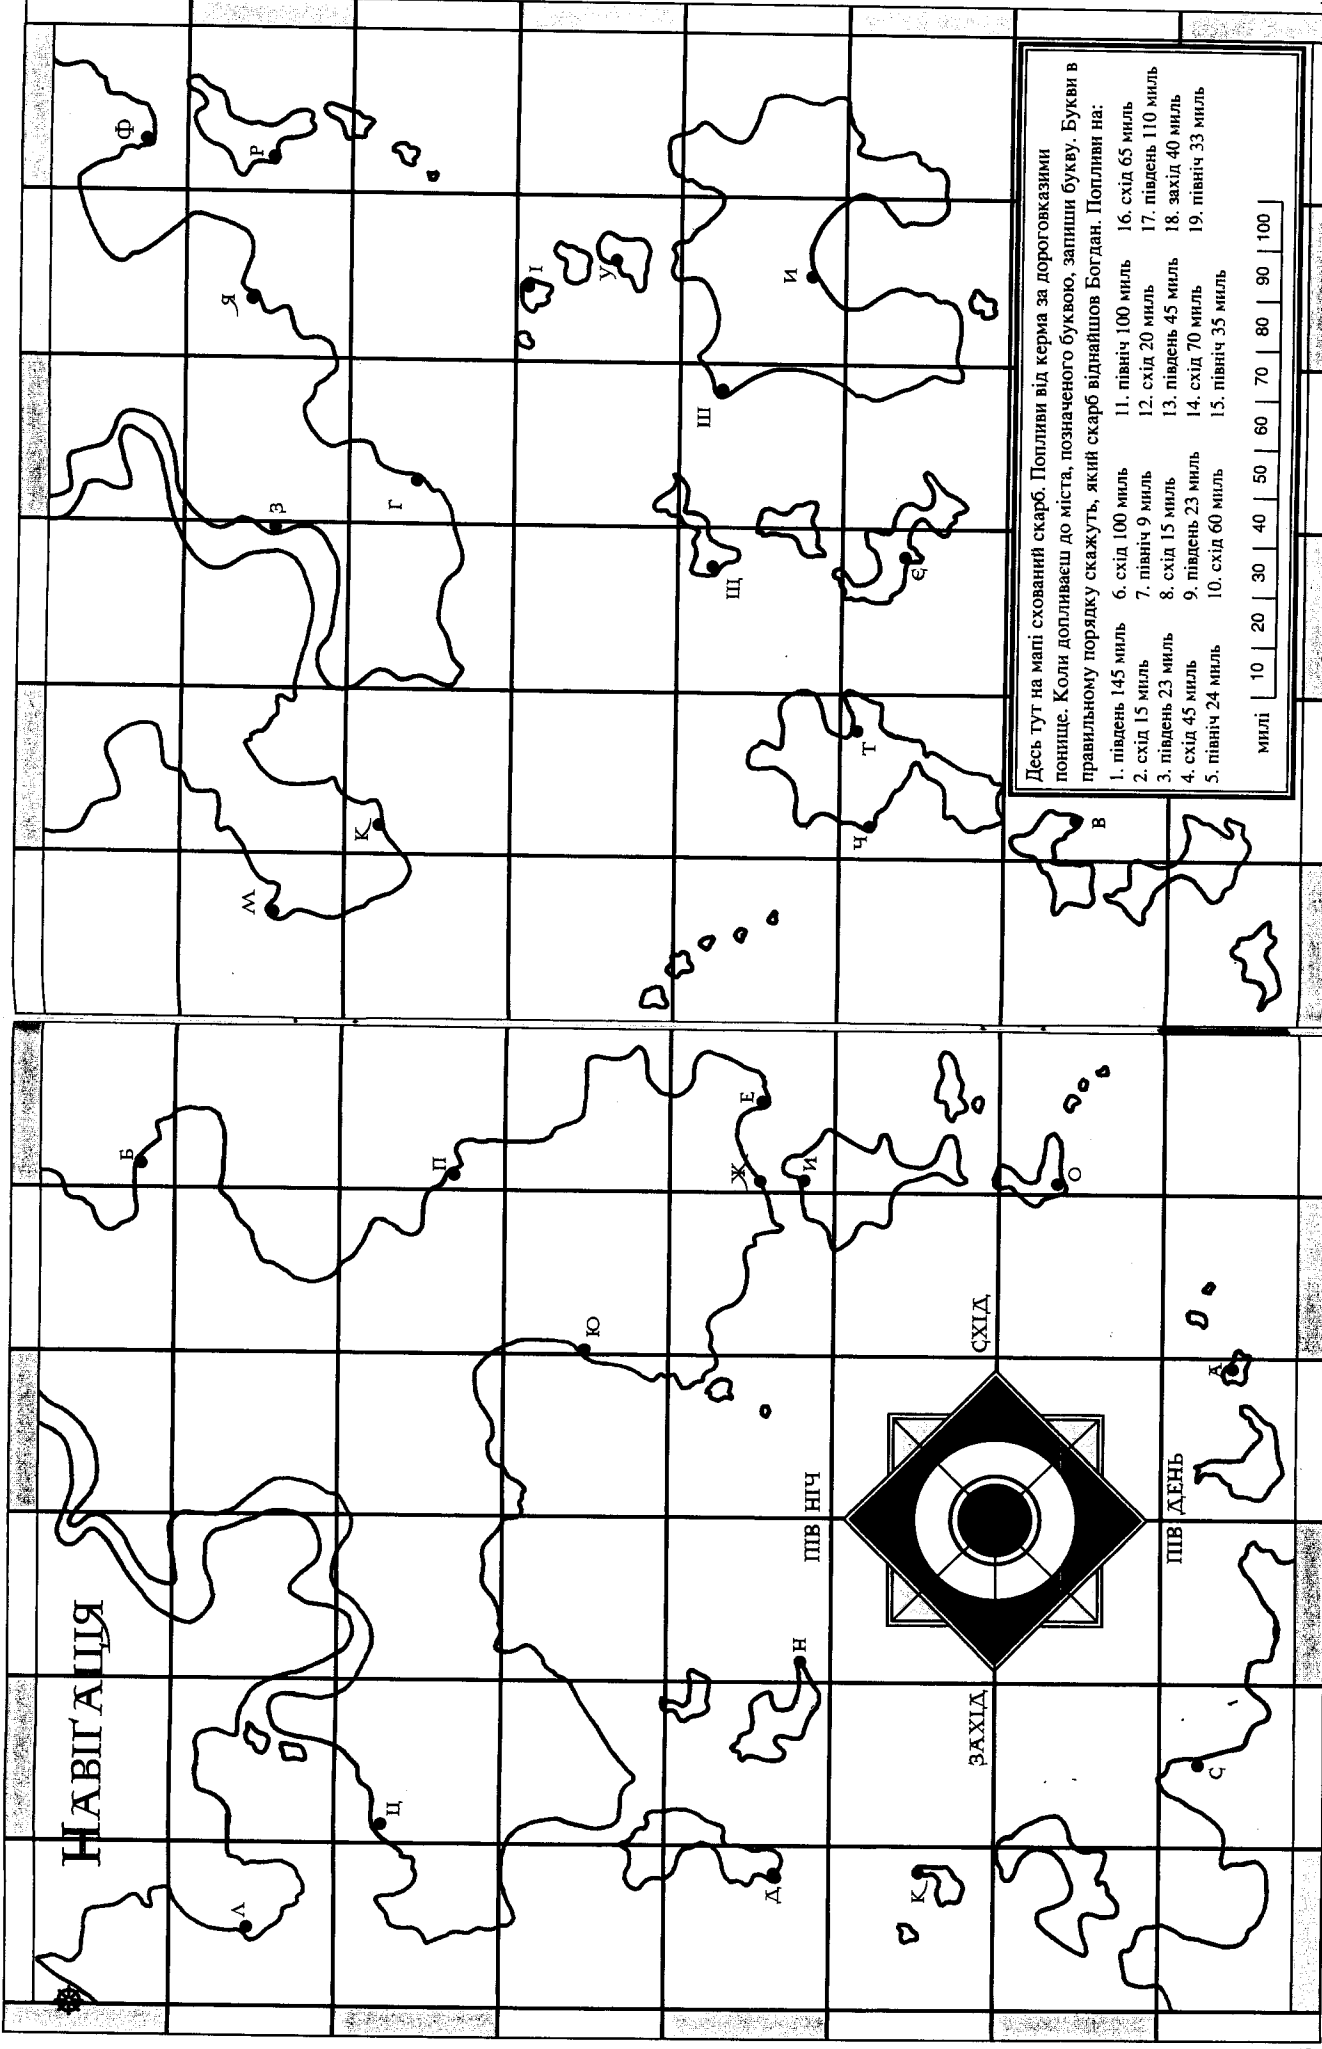 НАВІҐАЦІЯ
Б
Ф
Л
М
З
Я
Р
Ц
К
Г
П
Ю
І
У
Щ
Ш
Д
Ж
Е
И
Н
И
Ч
Т
К
Є
ПІВНІЧ
ЗАХІД
СХІД
ПІВДЕНЬ
О
В
С
А
Десь тут на мапі схований скарб. Попливи від керма за дороговказими
понище. Коли допливаєш до міста, позначеного буквою, запиши букву. Букви в
правильному порядку скажуть, який скарб віднайшов Богдан. Попливи на:
1. південь 145 миль 6. схід 100 миль 11. північ 100 миль 16. схід 65 миль
2. схід 15 миль 7. північ 9 миль 12. схід 20 миль 17. південь 110 миль
3. південь 23 миль 8. схід 15 миль 13. південь 45 миль 18. захід 40 миль
4. схід 45 миль 9. південь 23 миль 14. схід 70 миль 19. північ 33 миль
5. північ 24 миль 10. схід 60 миль 15. північ 35 миль
милі 10 20 30 40 50 60 70 80 90 100